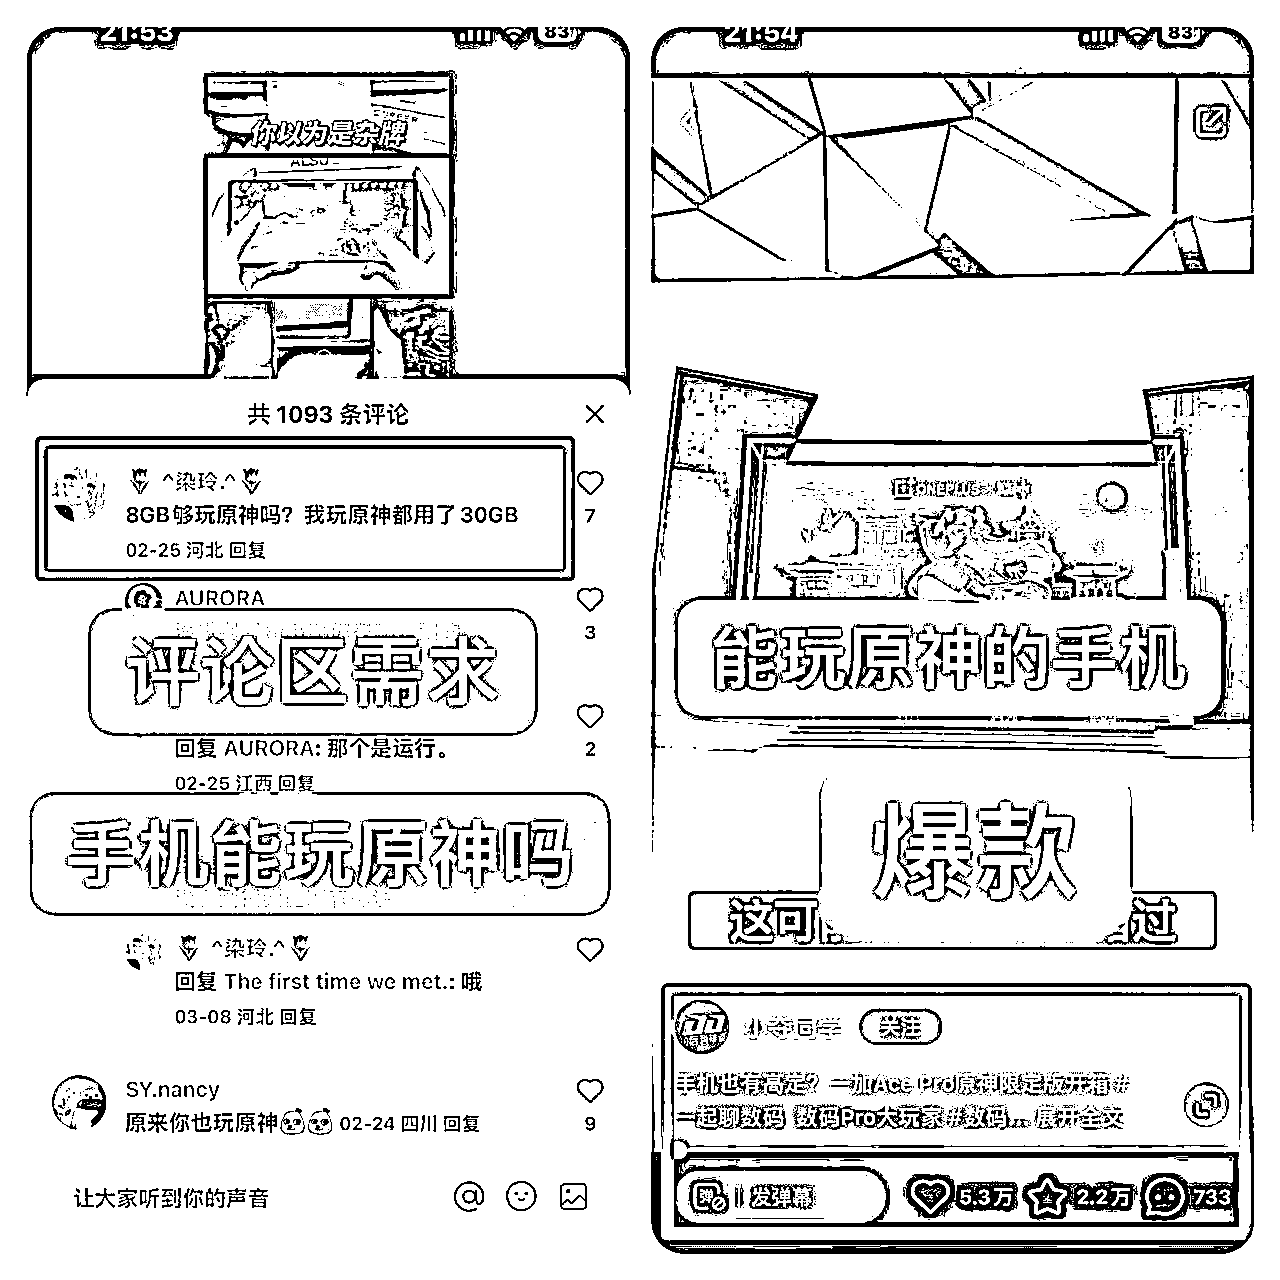 21:53
83
你以为是杂牌
ALSO
共 1093 条评论
^染玲.^
8GB够玩原神吗？我玩原神都用了30GB
7
02-25 河北 回复
AURORA
3
评论区需求
回复 AURORA: 那个是运行。
2
02-25 江西 回复
手机能玩原神吗
^染玲.^
回复 The first time we met.: 哦
03-08 河北 回复
SY.nancy
原来你也玩原神 02-24 四川 回复
9
让大家听到你的声音
21:54
83
能玩原神的手机
爆款
这可
过
关注
手机也有高定？一加Ace Pro原神限定版开箱#
一起聊数码 数码Pro大玩家#数码... 展开全文
发弹幕
5.3万
2.2万
733